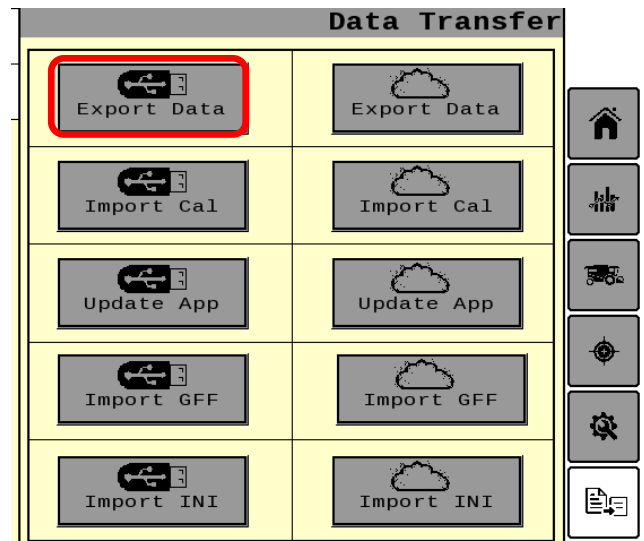 Data Transfer
Export Data Export Data
Import Cal Import Cal
Update App Update App
Import GFF Import GFF
Import INI Import INI